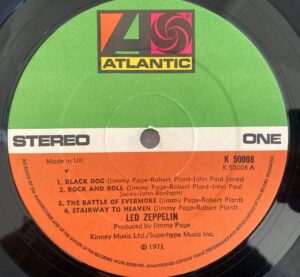 ATLANTIC
STEREO
ONE
Made in UK
K 50008
K 50008 A
V
1. BLACK DOG (Jimmy Page-Robert Plant-John Paul Jones)
2. ROCK AND ROLL (Jimmy Page-Robert Plant-John Paul
Jones-John Bonham)
3. THE BATTLE OF EVERMORE (Jimmy Page-Robert Plant)
4. STAIRWAY TO HEAVEN (Jimmy Page-Robert Plant)
LED ZEPPELIN
Produced by Jimmy Page
Kinney Music Ltd./Superhype Music Inc.
℗ 1971